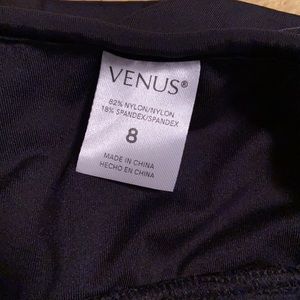 VENUS®
82% NYLON/NYLON
18% SPANDEX/SPANDEX
8
MADE IN CHINA
HECHO EN CHINA